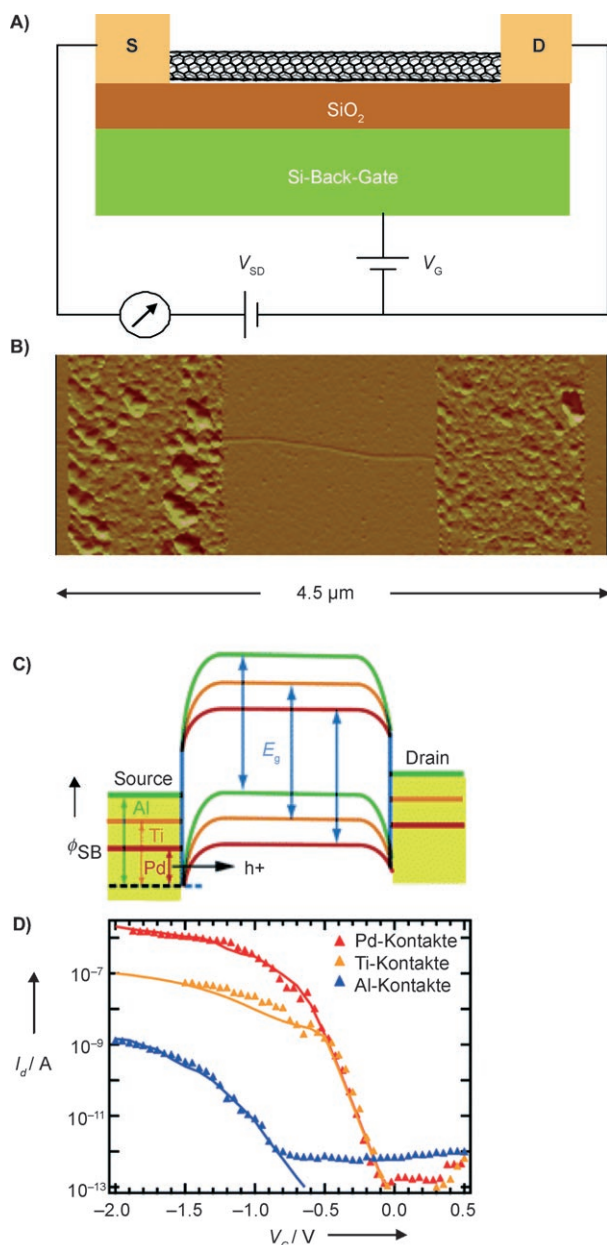 A)
S
D
SiO2
Si-Back-Gate
VSD
VG
B)
4.5 µm
C)
Eg
Source
Drain
Al
Ti
ϕSB
Pd
h+
D)
Pd-Kontakte
Ti-Kontakte
Al-Kontakte
10−7
10−9
Id / A
10−11
10−13
−2.0 −1.5 −1.0 −0.5 0.0 0.5
VG / V